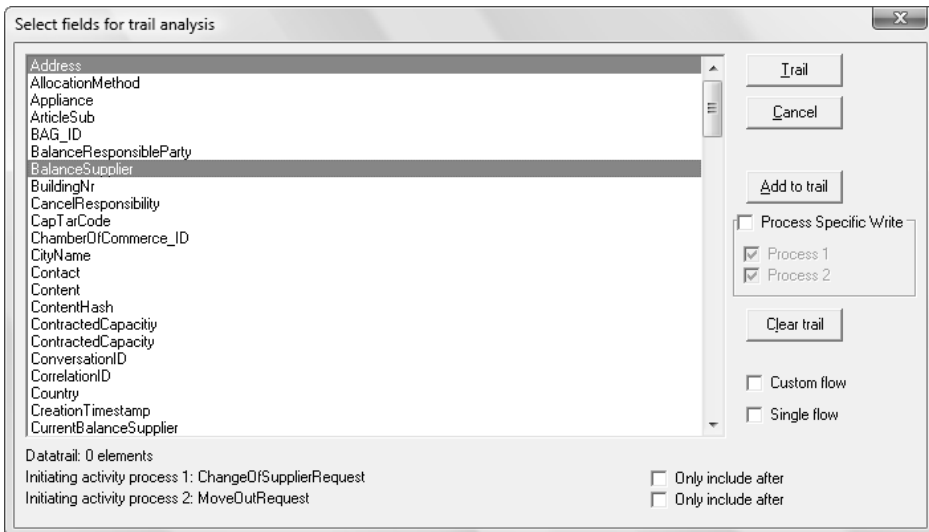 Select fields for trail analysis
Address
AllocationMethod
Appliance
ArticleSub
BAG_ID
BalanceResponsibleParty
BalanceSupplier
BuildingNr
CancelResponsibility
CapTarCode
ChamberOfCommerce_ID
CityName
Contact
Content
ContentHash
ContractedCapacitiy
ContractedCapacity
ConversationID
CorrelationID
Country
CreationTimestamp
CurrentBalanceSupplier
Trail
Cancel
Add to trail
Process Specific Write
Process 1
Process 2
Clear trail
Custom flow
Single flow
Datatrail: 0 elements
Initiating activity process 1: ChangeOfSupplierRequest
Only include after
Initiating activity process 2: MoveOutRequest
Only include after